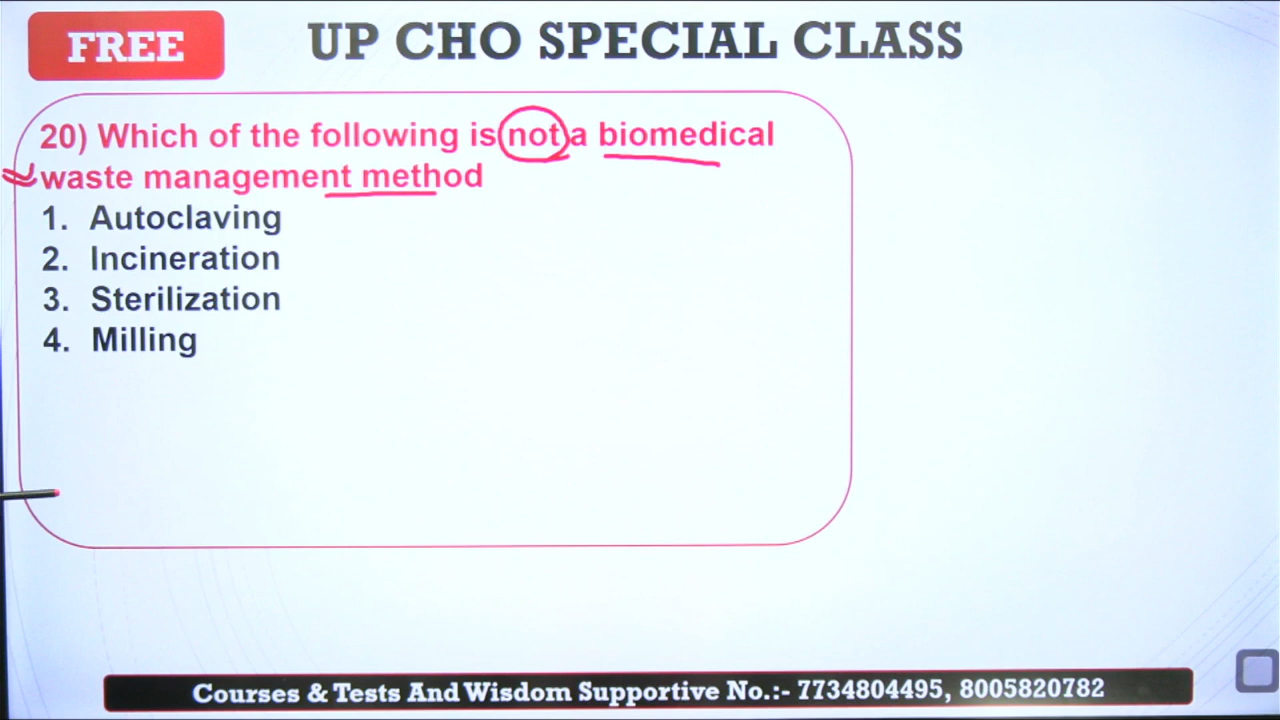 FREE
UP CHO SPECIAL CLASS
20) Which of the following is not a biomedical
waste management method
1. Autoclaving
2. Incineration
3. Sterilization
4. Milling
Courses & Tests And Wisdom Supportive No.:- 7734804495, 8005820782